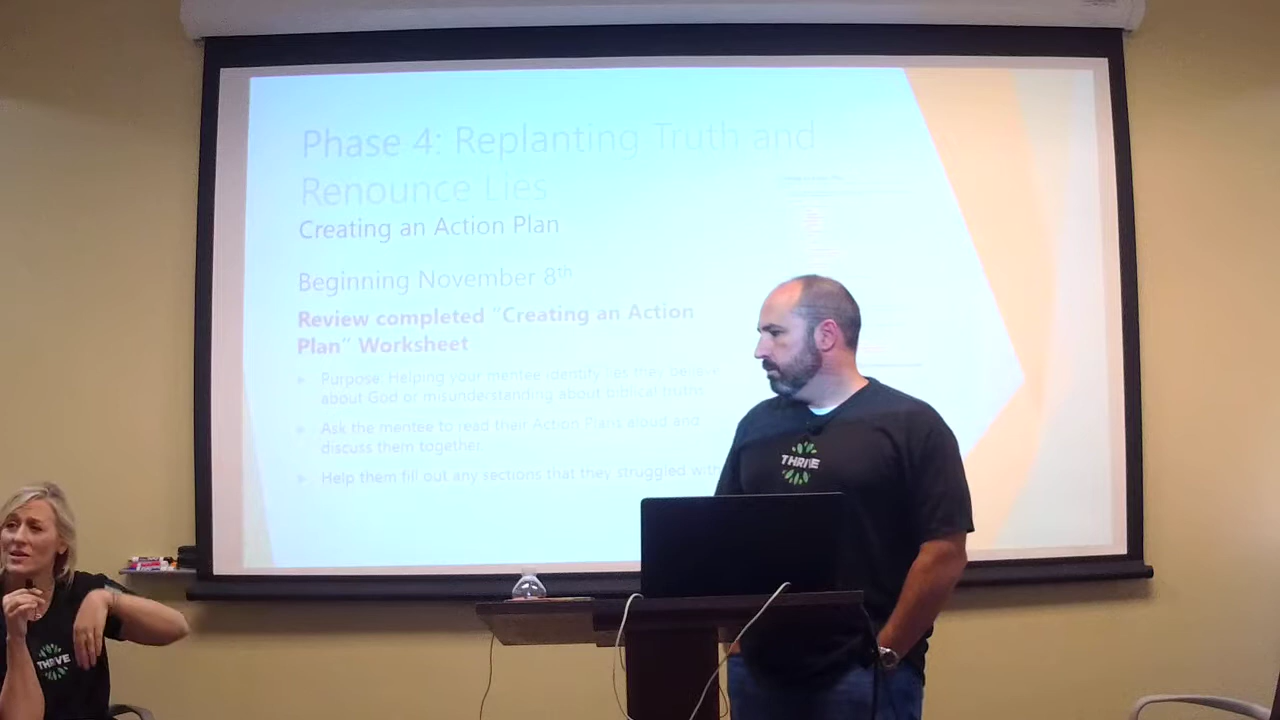 Phase 4: Replanting Truth and
Renounce Lies
Creating an Action Plan
Beginning November 8th
Review completed "Creating an Action
Plan" Worksheet
Purpose: Helping your mentee identify lies they believe
about God or misunderstanding about biblical truths
Ask the mentee to read their Action Plans aloud and
discuss them together
Help them fill out any sections that they struggled with
THRIVE
THRIVE